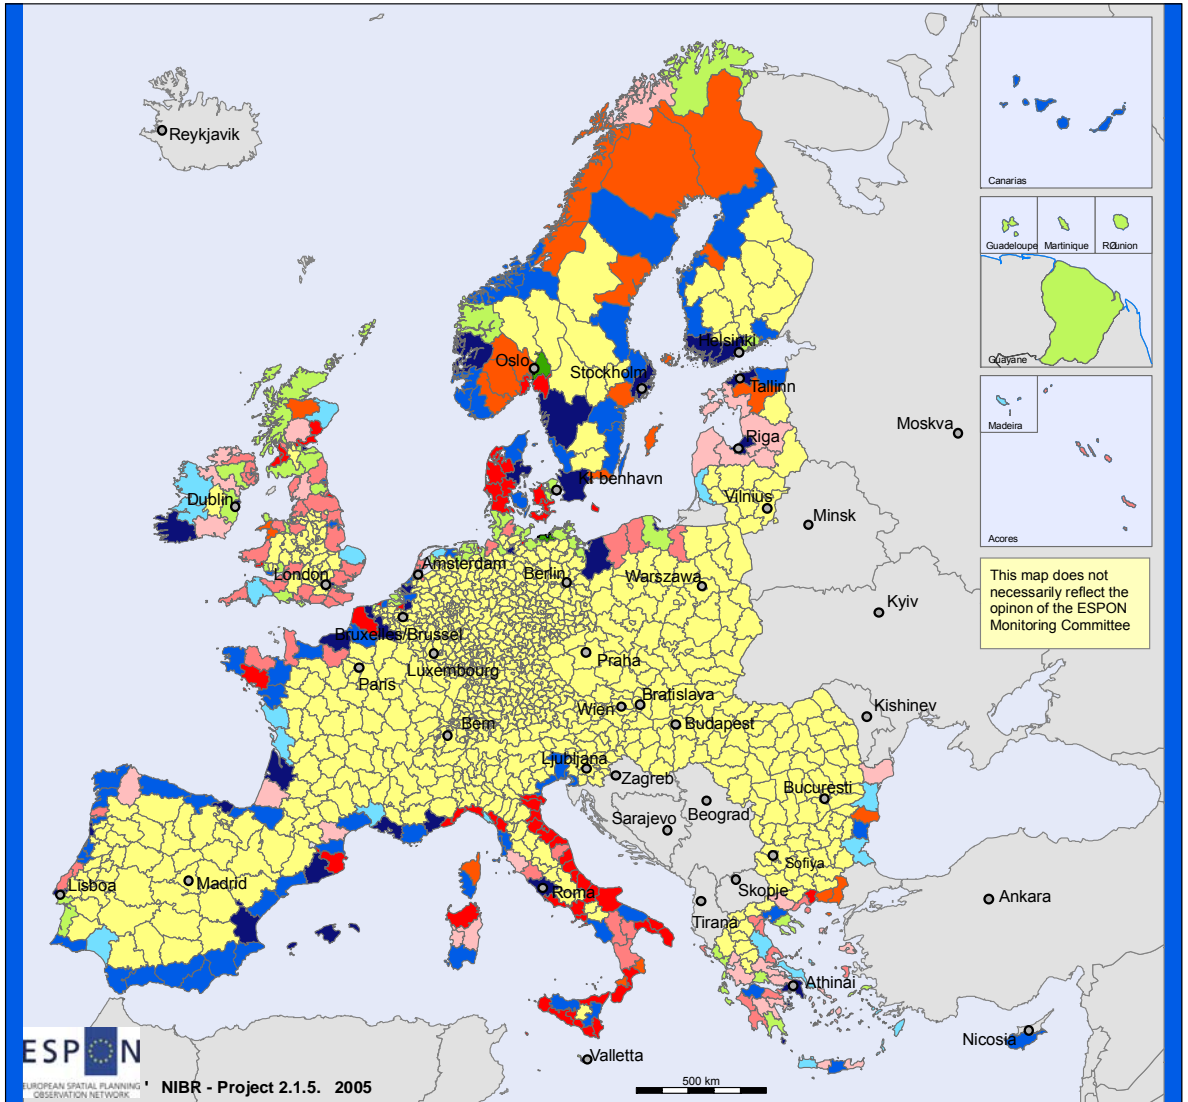 Reykjavik
Canarias
Guadeloupe
Martinique
Guayane
Madeira
Acores
This map does not
necessarily reflect the
opinon of the ESPON
Monitoring Committee
Oslo
Helsinki
Stockholm
Tallinn
Moskva
Riga
København
Dublin
Vilnius
Minsk
London
Amsterdam
Berlin
Warszawa
Kyiv
Bruxelles/Brussel
Luxembourg
Paris
Praha
Wien
Bratislava
Kishinev
Bern
Budapest
Ljubljana
Zagreb
Bucuresti
Beograd
Sarajevo
Sofiya
Lisboa
Madrid
Roma
Skopje
Ankara
Tirana
Athinai
Nicosia
Valletta
ESPON
EUROPEAN SPATIAL PLANNING
OBSERVATION NETWORK
' NIBR - Project 2.1.5. 2005
500 km